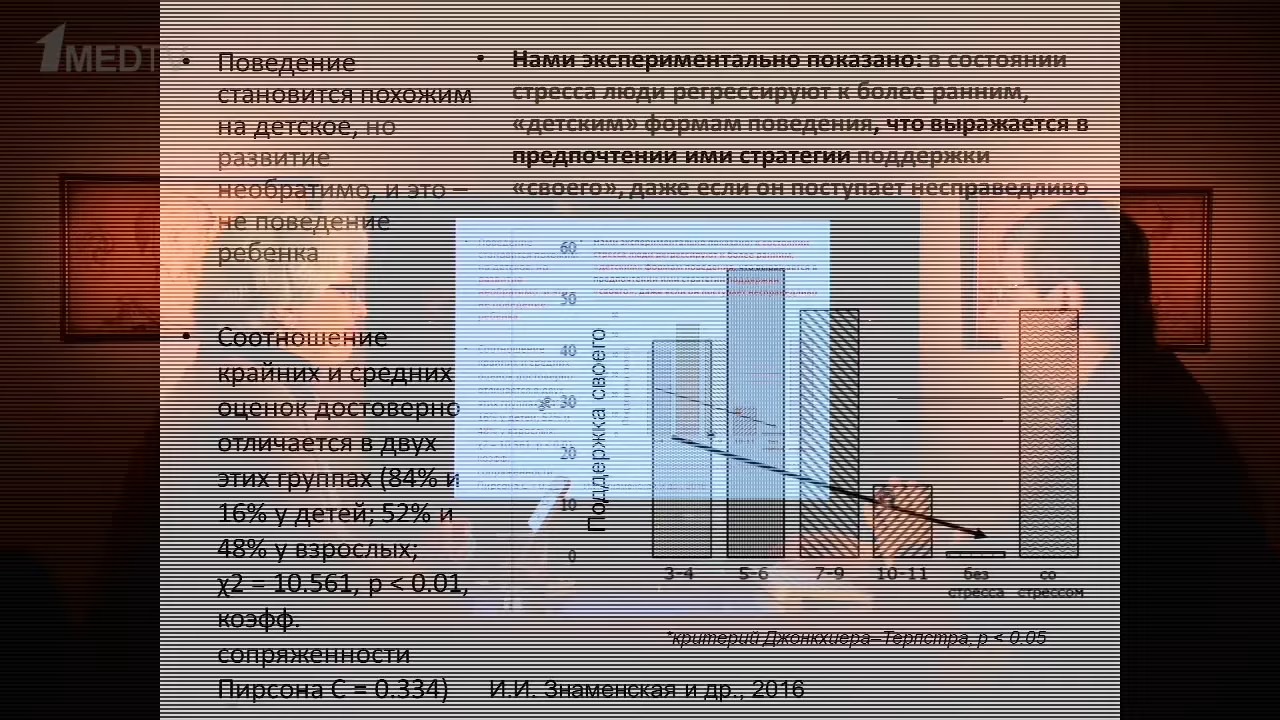 1MEDTV
• Поведение
становится похожим
на детское, но
развитие
необратимо, и это –
не поведение
ребенка
• Соотношение
крайних и средних
оценок достоверно
отличается в двух
этих группах (84% и
16% у детей; 52% и
48% у взрослых;
χ2 = 10.561, p < 0.01,
коэфф.
сопряженности
Пирсона C = 0.334)
• Нами экспериментально показано: в состоянии
стресса люди регрессируют к более ранним,
«детским» формам поведения, что выражается в
предпочтении ими стратегии поддержки
«своего», даже если он поступает несправедливо
Поддержка своего
%
60
50
40
30
20
10
0
3-4 5-6 7-9 10-11 без стресса со стрессом
*критерий Джонкхиера–Терпстра, p < 0.05
И.И. Знаменская и др., 2016